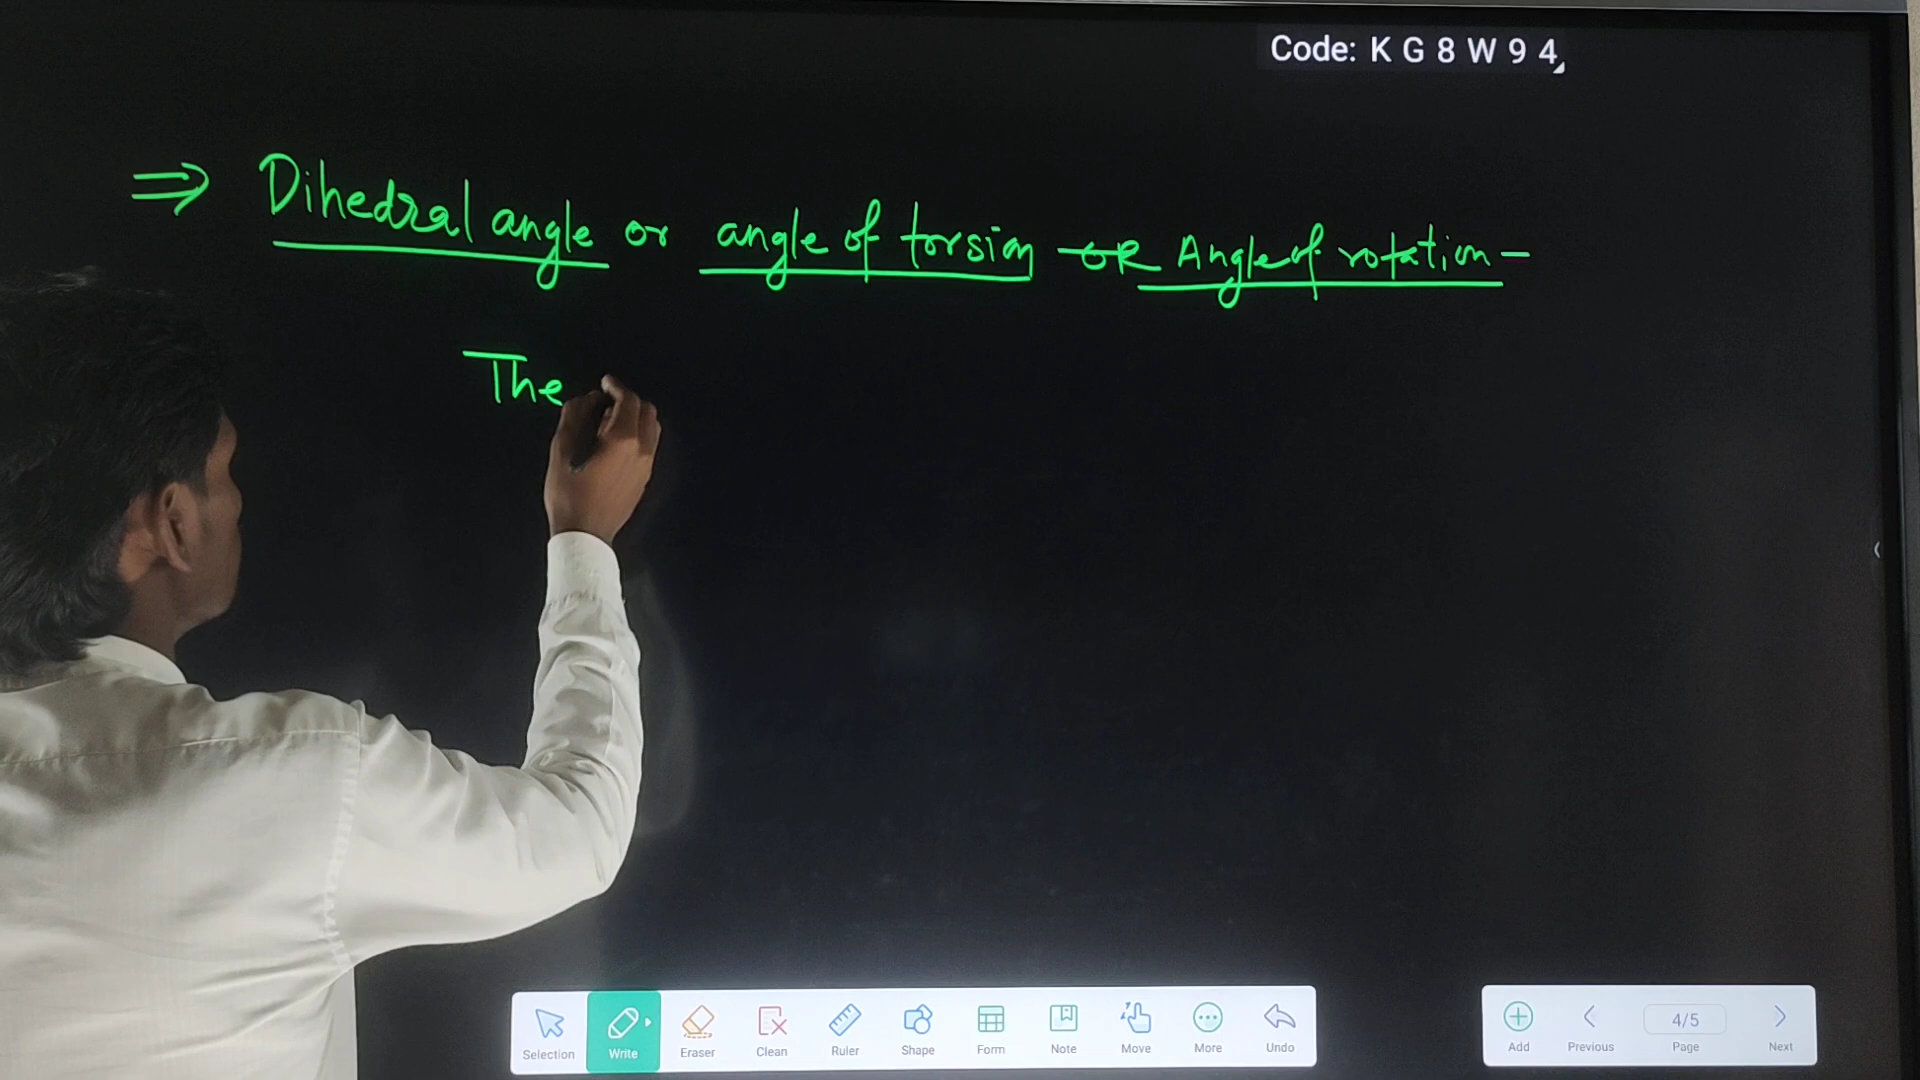 Code: K G 8 W 9 4
⇒ Dihedral angle or angle of torsion OR Angle of rotation -
The
Selection Write Eraser Clean Ruler Shape Form Note Move More Undo
4/5
Add Previous Page Next